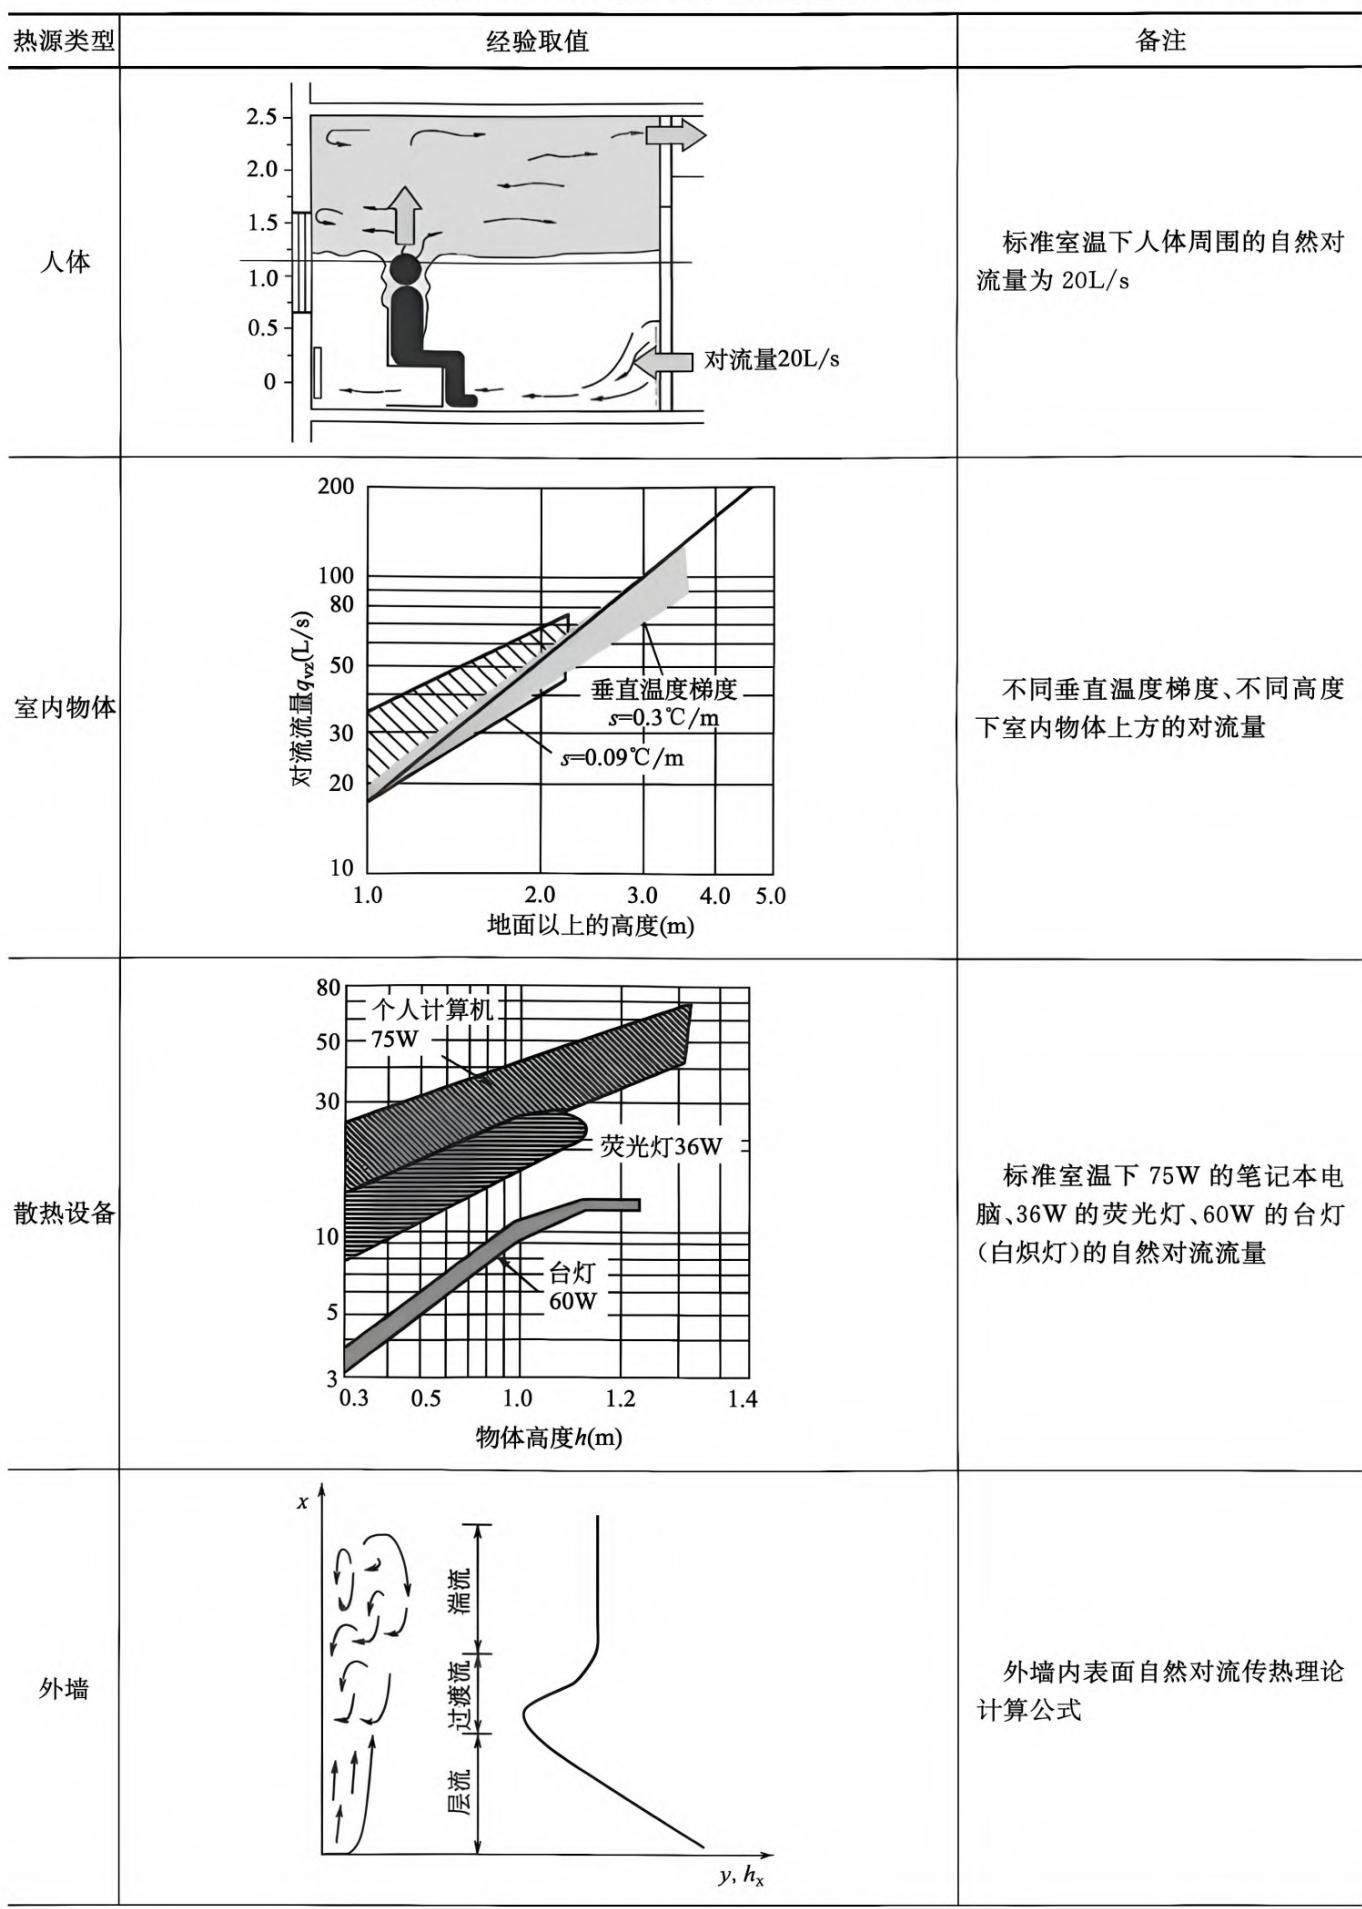 热源类型
经验取值
备注
人体
2.5
2.0
1.5
1.0
0.5
0
对流量20L/s
标准室温下人体周围的自然对
流量为 20L/s
室内物体
对流流量qvz(L/s)
200
100
80
50
30
20
10
垂直温度梯度
s=0.3℃/m
s=0.09℃/m
1.0 2.0 3.0 4.0 5.0
地面以上的高度(m)
不同垂直温度梯度、不同高度
下室内物体上方的对流量
散热设备
80
50
30
10
5
3
个人计算机
75W
荧光灯36W
台灯
60W
0.3 0.5 1.0 1.2 1.4
物体高度h(m)
标准室温下 75W 的笔记本电
脑、36W 的荧光灯、60W 的台灯
(白炽灯)的自然对流流量
外墙
x
湍流
过渡流
层流
y, hx
外墙内表面自然对流传热理论
计算公式